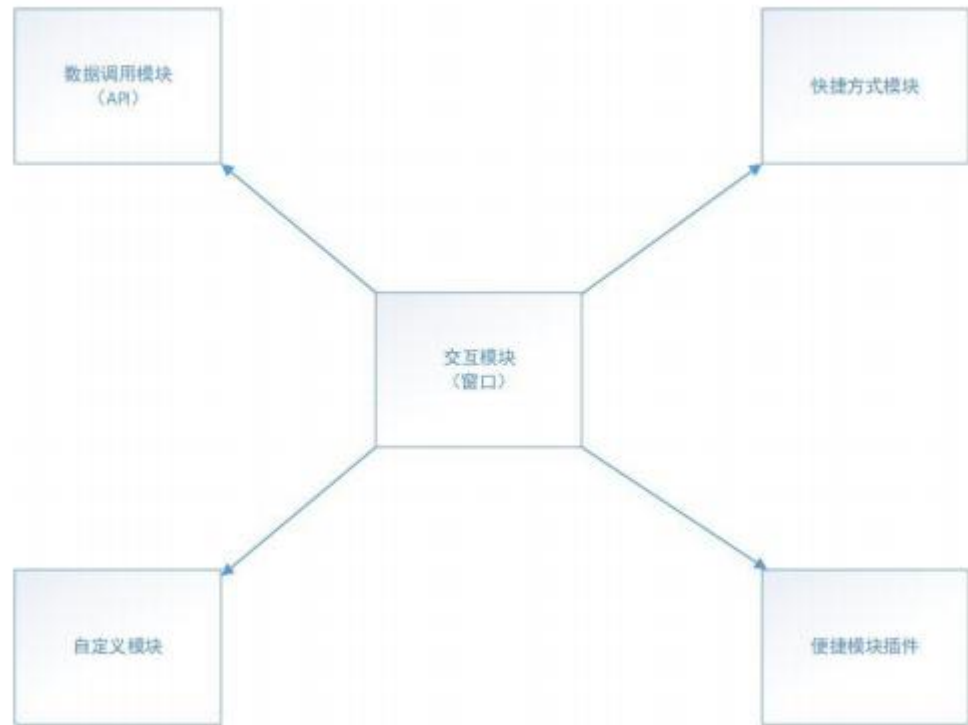 数据调用模块
（API）
快捷方式模块
交互模块
（窗口）
自定义模块
便捷模块插件